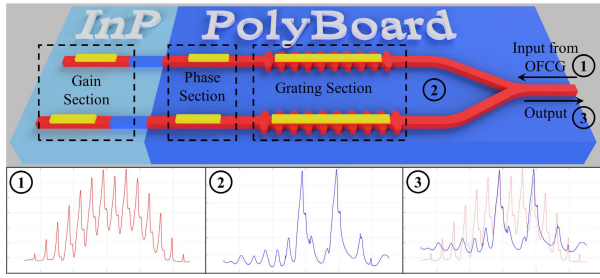 InP PolyBoard
Input from
OFCG
1
Gain
Section
Phase
Section
Grating Section
2
Output
3
1
2
3